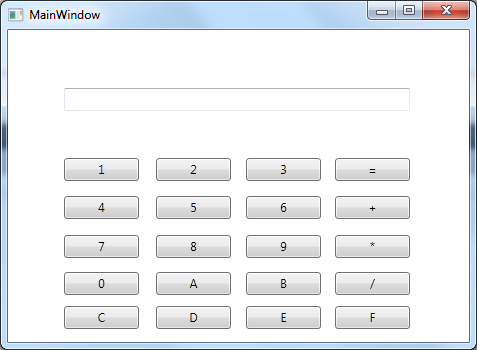 MainWindow
1 2 3 =
4 5 6 +
7 8 9 *
0 A B /
C D E F